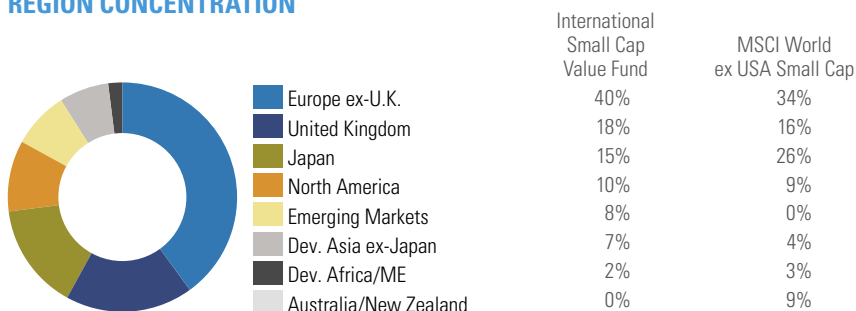 REGION CONCENTRATION
International
Small Cap
Value Fund
MSCI World
ex USA Small Cap
Europe ex-U.K. 40% 34%
United Kingdom 18% 16%
Japan 15% 26%
North America 10% 9%
Emerging Markets 8% 0%
Dev. Asia ex-Japan 7% 4%
Dev. Africa/ME 2% 3%
Australia/New Zealand 0% 9%